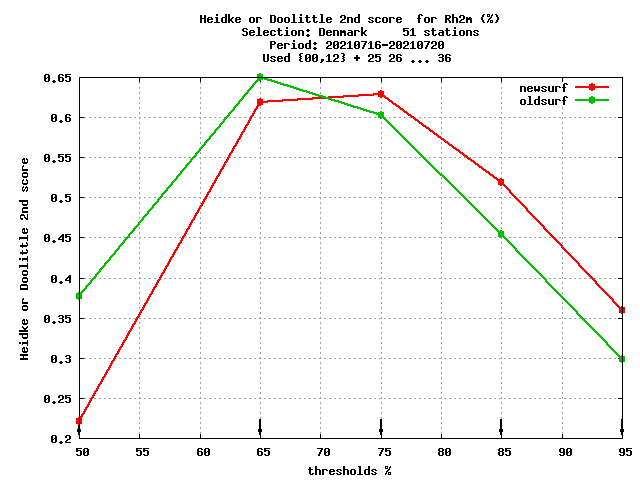 Heidke or Doolittle 2nd score  for Rh2m (%)
Selection: Denmark     51 stations
Period: 20210716-20210720
Used {00,12} + 25 26 ... 36
newsurf
oldsurf
Heidke or Doolittle 2nd score
0.65
0.6
0.55
0.5
0.45
0.4
0.35
0.3
0.25
0.2
50 55 60 65 70 75 80 85 90 95
thresholds %